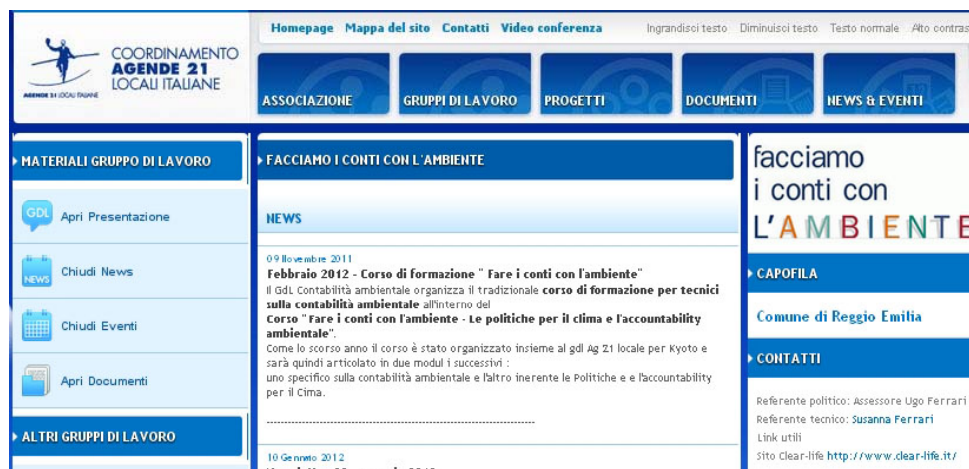 Homepage Mappa del sito Contatti Video conferenza Ingrandisci testo Diminuisci testo Testo normale Alto contras
COORDINAMENTO
AGENDE 21
LOCALI ITALIANE
AGENDE 21 LOCALI ITALIANE
ASSOCIAZIONE GRUPPI DI LAVORO PROGETTI DOCUMENTI NEWS & EVENTI
MATERIALI GRUPPO DI LAVORO
GDL Apri Presentazione
NEWS Chiudi News
Chiudi Eventi
Apri Documenti
ALTRI GRUPPI DI LAVORO
FACCIAMO I CONTI CON L'AMBIENTE
NEWS
09 Novembre 2011
Febbraio 2012 - Corso di formazione " Fare i conti con l'ambiente"
Il GdL Contabilità ambientale organizza il tradizionale corso di formazione per tecnici
sulla contabilità ambientale all'interno del
Corso "Fare i conti con l'ambiente - Le politiche per il clima e l'accountability
ambientale".
Come lo scorso anno il corso è stato organizzato insieme al gdl Ag 21 locale per Kyoto e
sarà quindi articolato in due modul i successivi :
uno specifico sulla contabilità ambientale e l'altro inerente le Politiche e e l'accountability
per il Cima.
--------------------------------------------------------------------------------
10 Gennaio 2012
facciamo
i conti con
L'AMBIENTE
CAPOFILA
Comune di Reggio Emilia
CONTATTI
Referente politico: Assessore Ugo Ferrari
Referente tecnico: Susanna Ferrari
Link utili
Sito Clear-life http://www.clear-life.it/